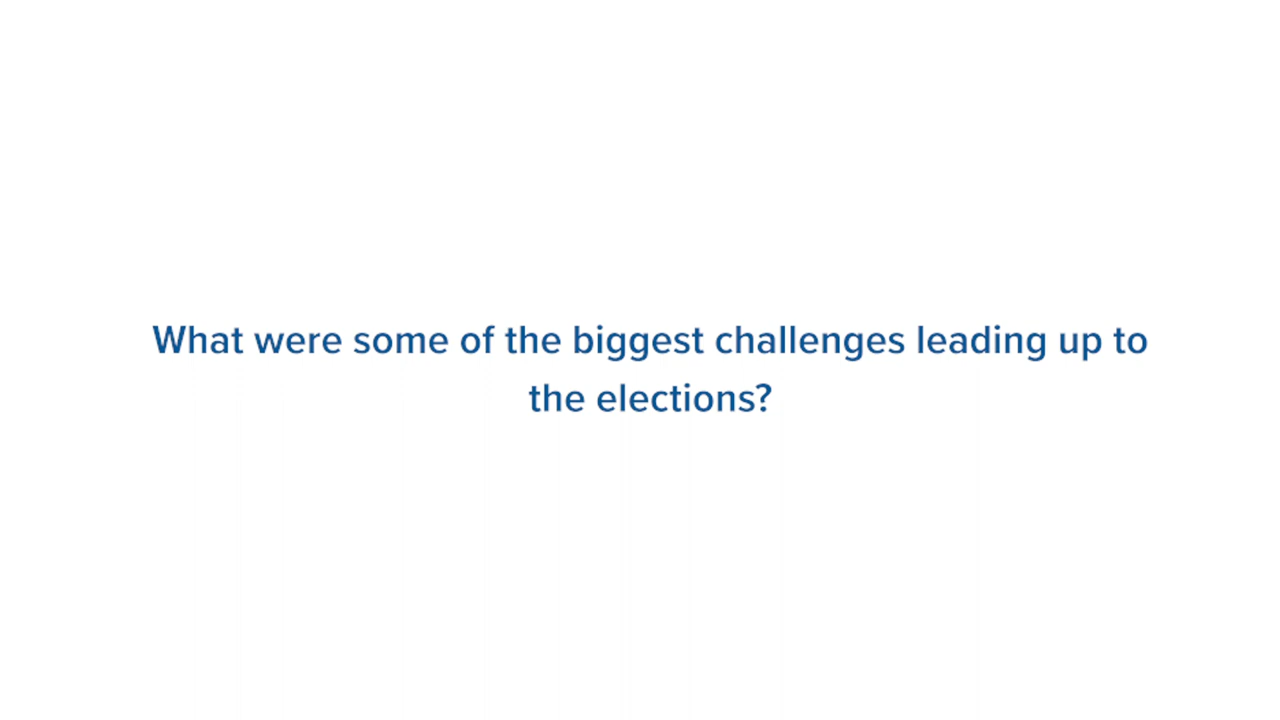 What were some of the biggest challenges leading up to
the elections?